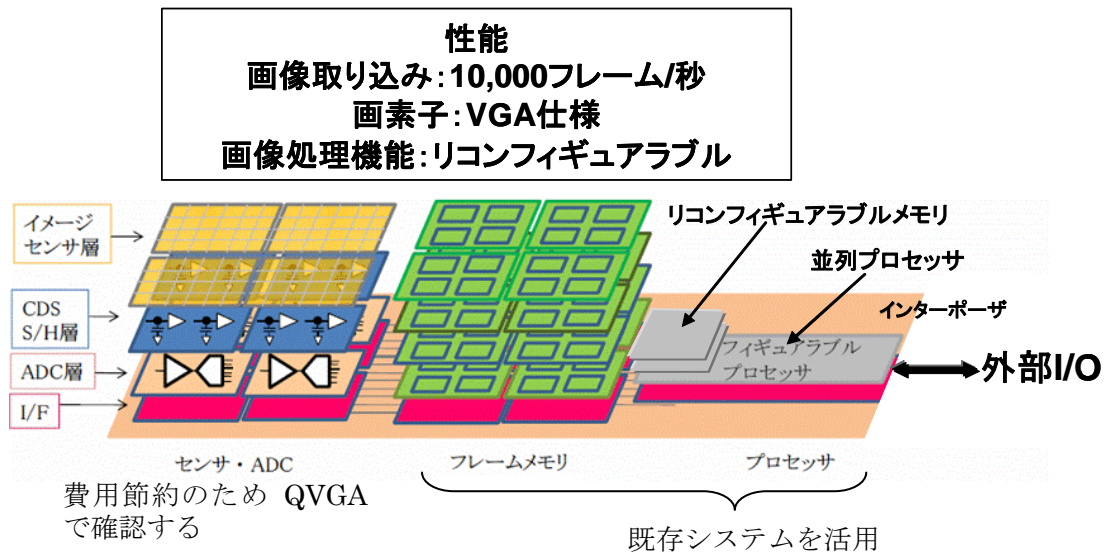 性能
画像取り込み:10,000フレーム/秒
画素子:VGA仕様
画像処理機能:リコンフィギュアラブル
イメージ
センサ層
CDS
S/H層
ADC層
I/F
リコンフィギュアラブルメモリ
並列プロセッサ
インターポーザ
フィギュアラブル
プロセッサ
外部I/O
センサ・ADC
フレームメモリ
プロセッサ
費用節約のため QVGA
で確認する
既存システムを活用